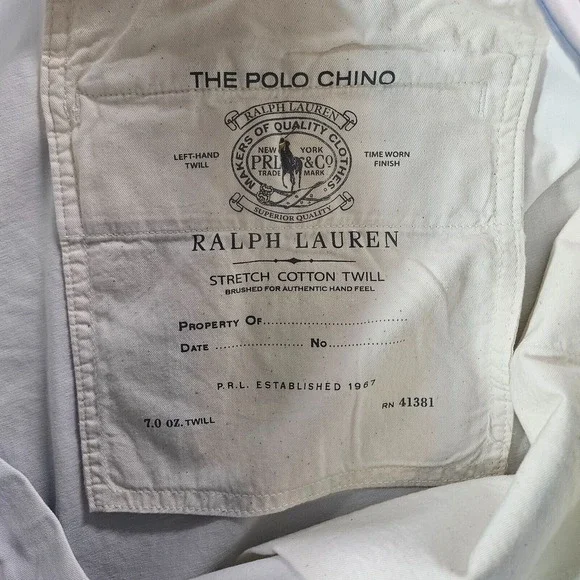 THE POLO CHINO
RALPH LAUREN
MAKERS OF QUALITY CLOTHES
NEW YORK
LEFT-HAND
TWILL
PRL &Co
TIME WORN
FINISH
TRADE MARK
SUPERIOR QUALITY
RALPH LAUREN
STRETCH COTTON TWILL
BRUSHED FOR AUTHENTIC HAND FEEL
PROPERTY OF..............................
DATE .................. No...............
P.R.L. ESTABLISHED 1967
7.0 OZ. TWILL
RN 41381